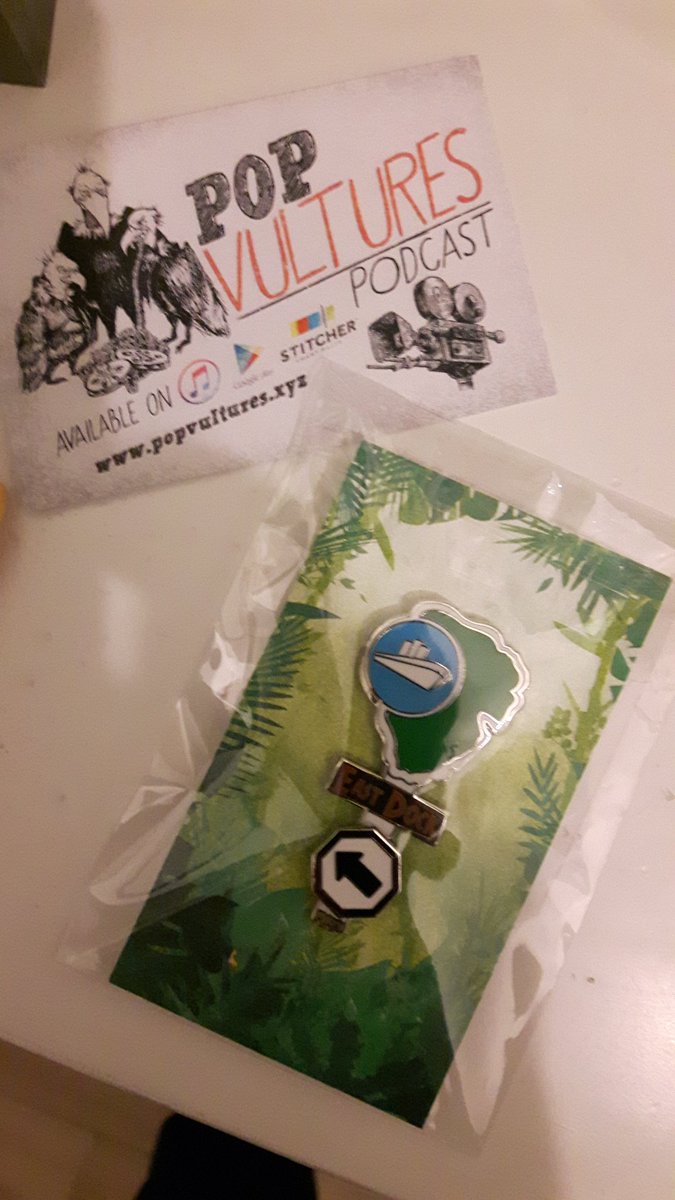 POP
VULTURES
PODCAST
STITCHER
AVAILABLE ON
www.popvultures.xyz
EAST DOCK